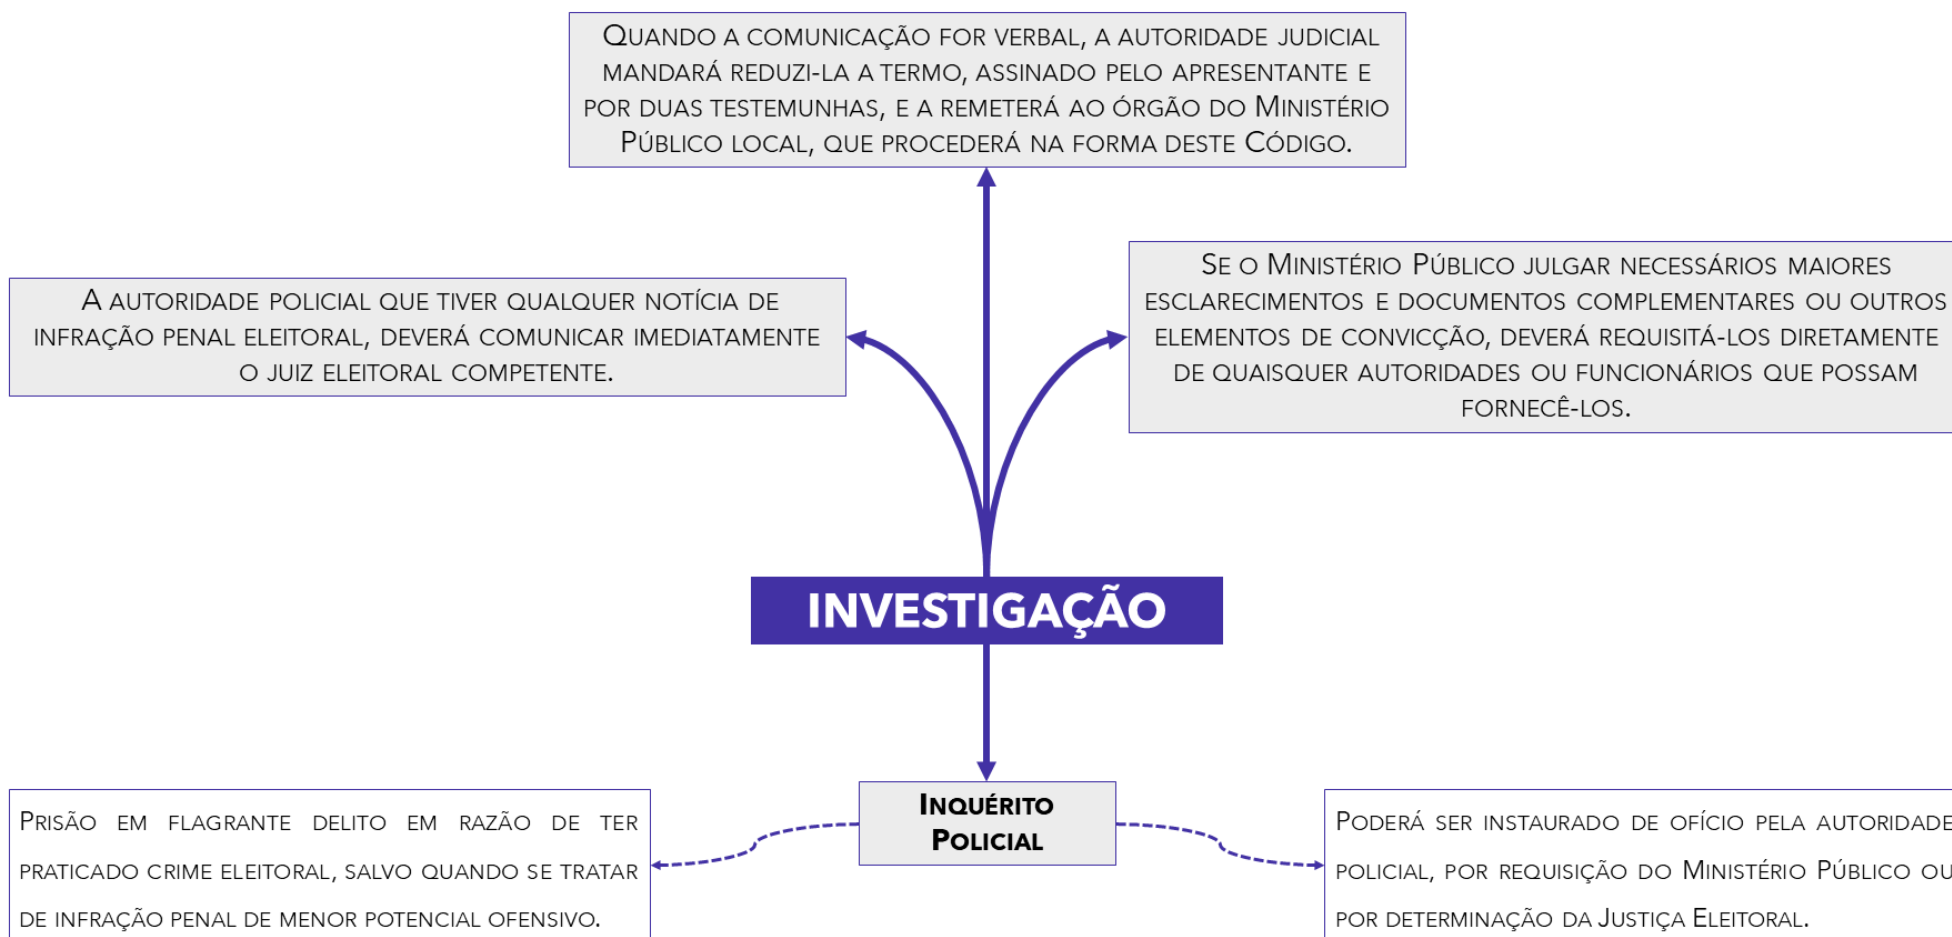 Quando a comunicação for verbal, a autoridade judicial
mandará reduzi-la a termo, assinado pelo apresentante e
por duas testemunhas, e a remeterá ao órgão do Ministério
Público local, que procederá na forma deste Código.
A autoridade policial que tiver qualquer notícia de
infração penal eleitoral, deverá comunicar imediatamente
o juiz eleitoral competente.
Se o Ministério Público julgar necessários maiores
esclarecimentos e documentos complementares ou outros
elementos de convicção, deverá requisitá-los diretamente
de quaisquer autoridades ou funcionários que possam
fornecê-los.
INVESTIGAÇÃO
Inquérito
Policial
Prisão em flagrante delito em razão de ter
praticado crime eleitoral, salvo quando se tratar
de infração penal de menor potencial ofensivo.
Poderá ser instaurado de ofício pela autoridade
policial, por requisição do Ministério Público ou
por determinação da Justiça Eleitoral.